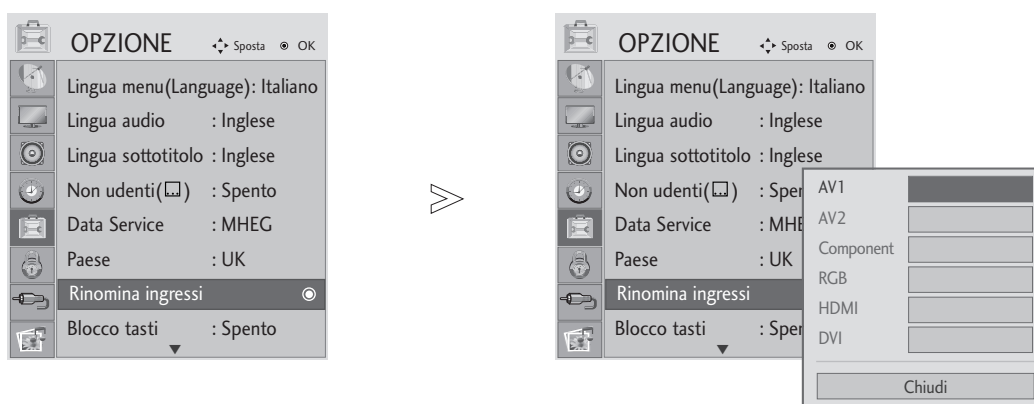 OPZIONE Sposta OK
Lingua menu(Language): Italiano
Lingua audio : Inglese
Lingua sottotitolo : Inglese
Non udenti( ) : Spento
Data Service : MHEG
Paese : UK
Rinomina ingressi
Blocco tasti : Spento
OPZIONE Sposta OK
Lingua menu(Language): Italiano
Lingua audio : Inglese
Lingua sottotitolo : Inglese
Non udenti( ) : Sper
Data Service : MHE
Paese : UK
Rinomina ingressi
Blocco tasti : Sper
AV1
AV2
Component
RGB
HDMI
DVI
Chiudi